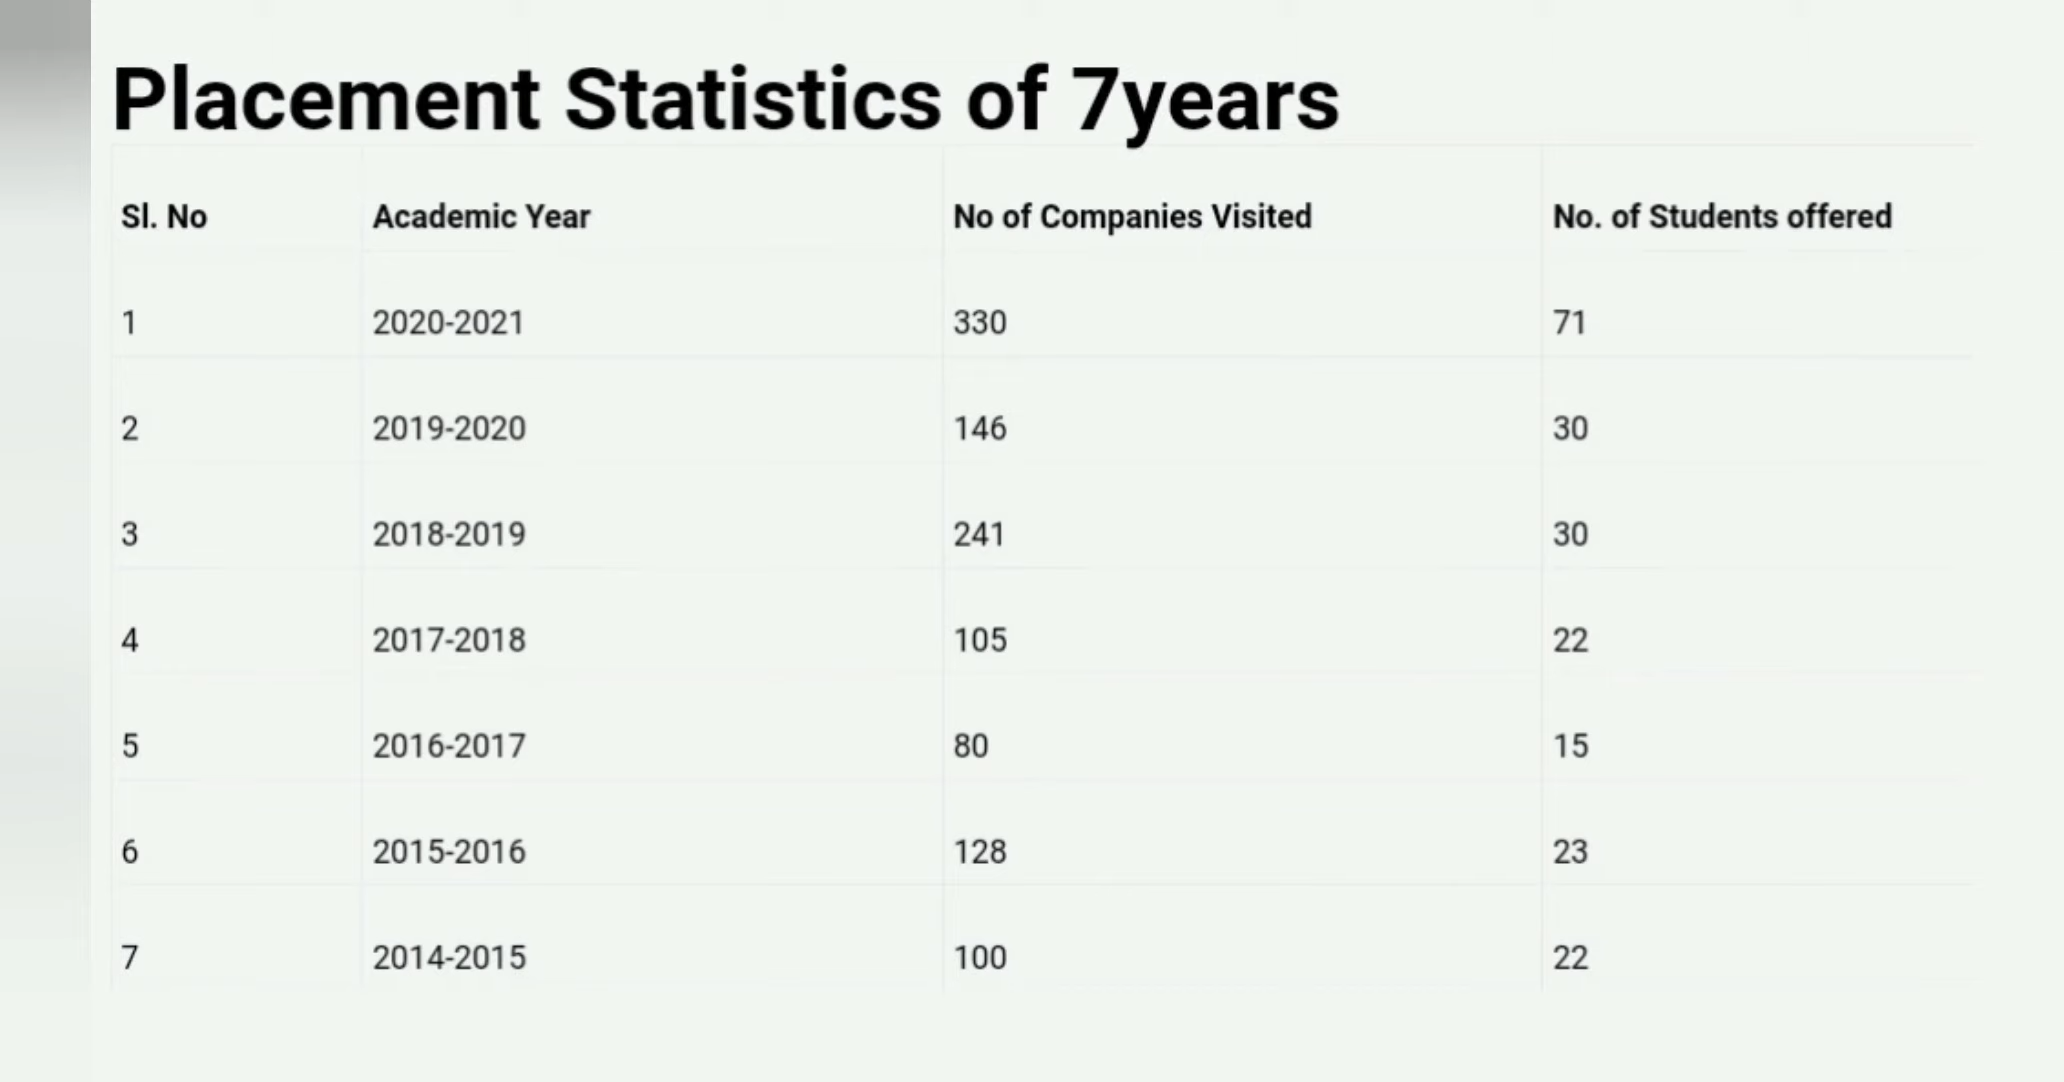 Placement Statistics of 7years
Sl. No Academic Year No of Companies Visited No. of Students offered
1 2020-2021 330 71
2 2019-2020 146 30
3 2018-2019 241 30
4 2017-2018 105 22
5 2016-2017 80 15
6 2015-2016 128 23
7 2014-2015 100 22